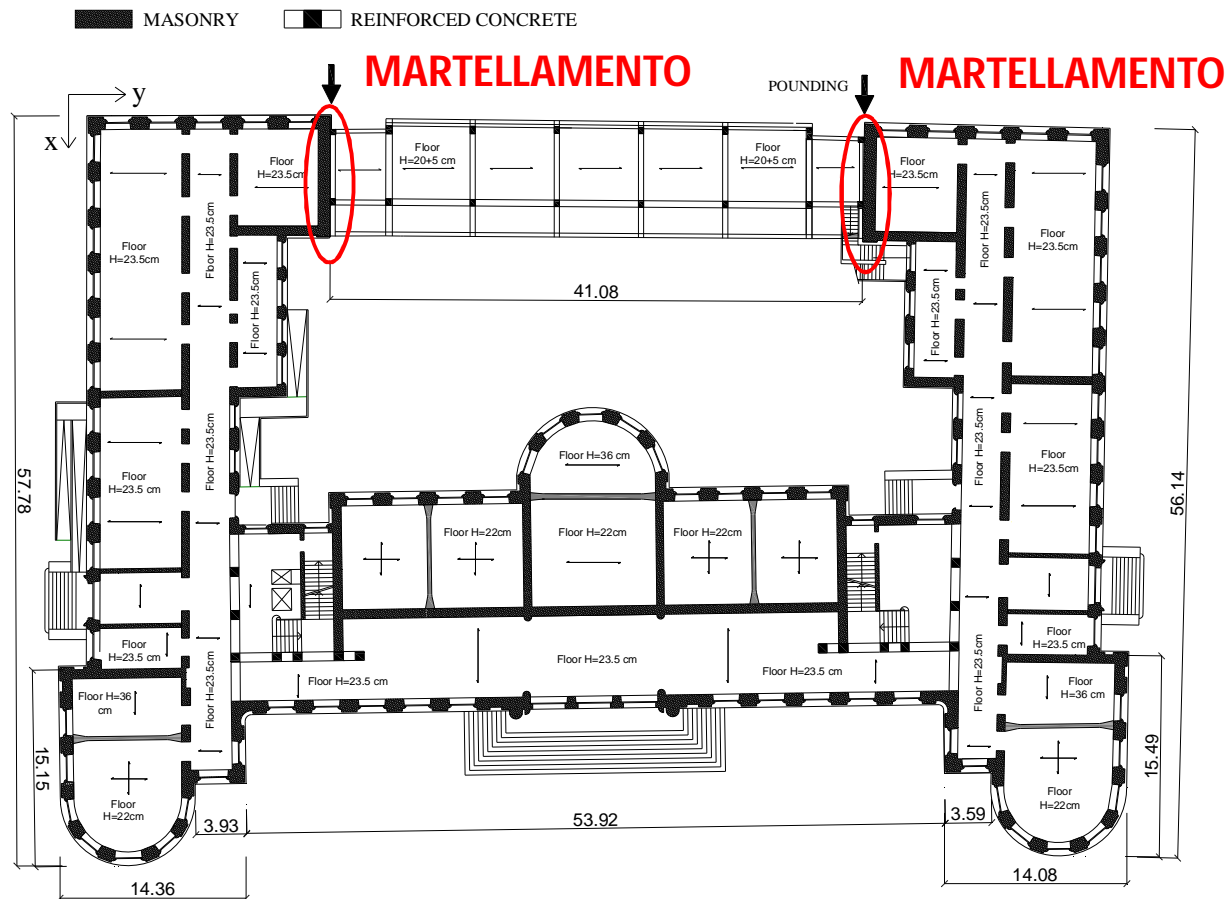 MASONRY
REINFORCED CONCRETE
MARTELLAMENTO
POUNDING
MARTELLAMENTO
y
x
Floor
H=23.5cm
Floor
H=20+5 cm
Floor
H=20+5 cm
Floor
H=23.5cm
Floor H=23.5cm
Floor H=23.5cm
Floor
H=23.5cm
Floor
H=23.5cm
Floor H=23.5cm
Floor H=23.5cm
41.08
Floor H=23.5cm
Floor H=23.5cm
Floor
H=23.5 cm
Floor
H=23.5cm
Floor H=36 cm
57.78
56.14
Floor H=22cm
Floor H=22cm
Floor H=22cm
Floor
H=23.5 cm
Floor H=23.5cm
Floor H=23.5 cm
Floor H=23.5 cm
Floor H=23.5 cm
Floor H=23.5cm
Floor
H=23.5 cm
Floor H=36
cm
Floor
H=36 cm
15.15
15.49
Floor
H=22cm
Floor
H=22cm
3.93
53.92
3.59
14.36
14.08